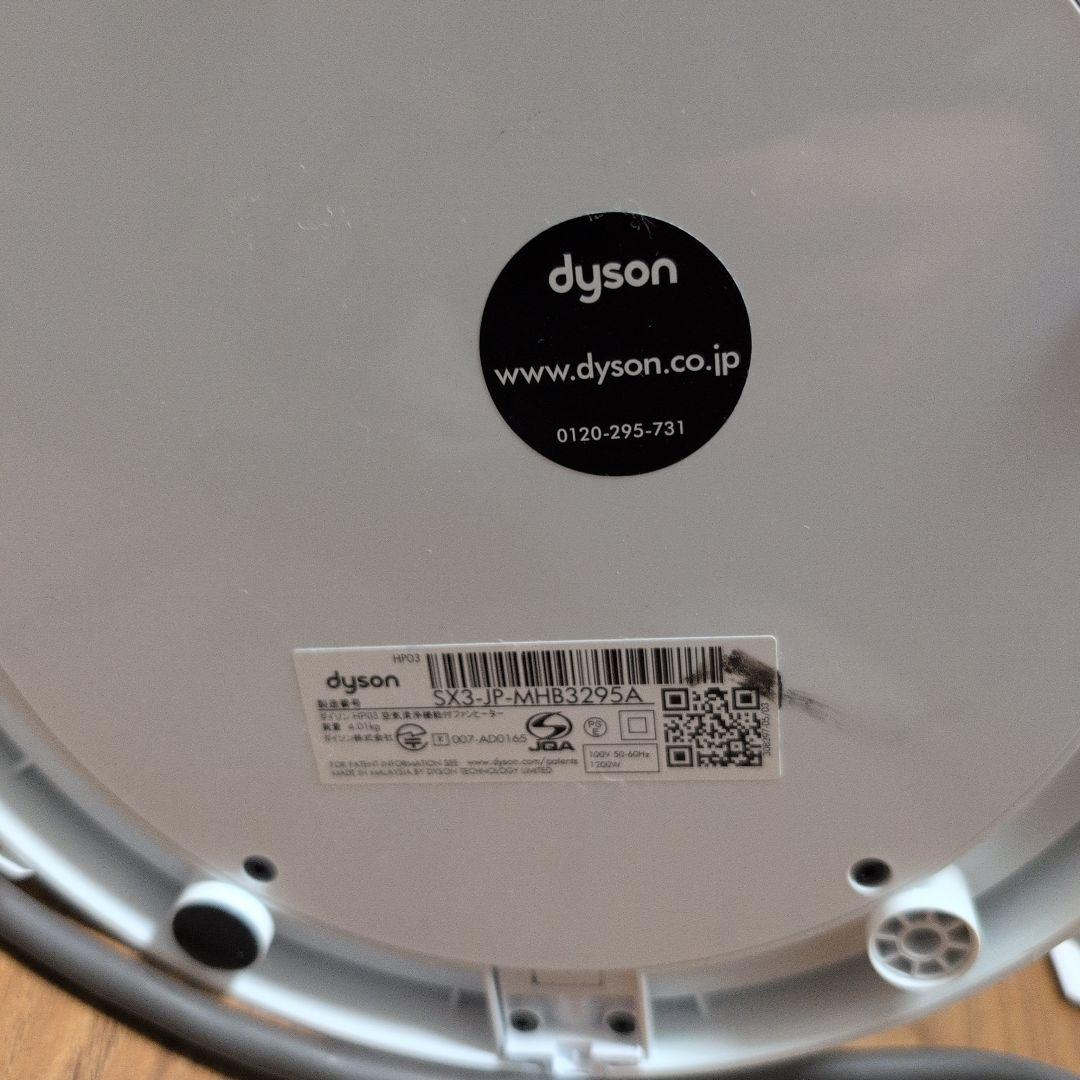 dyson
www.dyson.co.jp
0120-295-731
HP03
dyson
SX3-JP-MHB3295A
製造番号
ダイソン HP03 空気清浄機能付ファンヒーター
質量 4.01kg
ダイソン株式会社
R 007-AD0165
JQA
PS
E
100V 50-60Hz
1200W
FOR PATENT INFORMATION SEE www.dyson.com/patents
MADE IN MALAYSIA BY DYSON TECHNOLOGY LIMITED